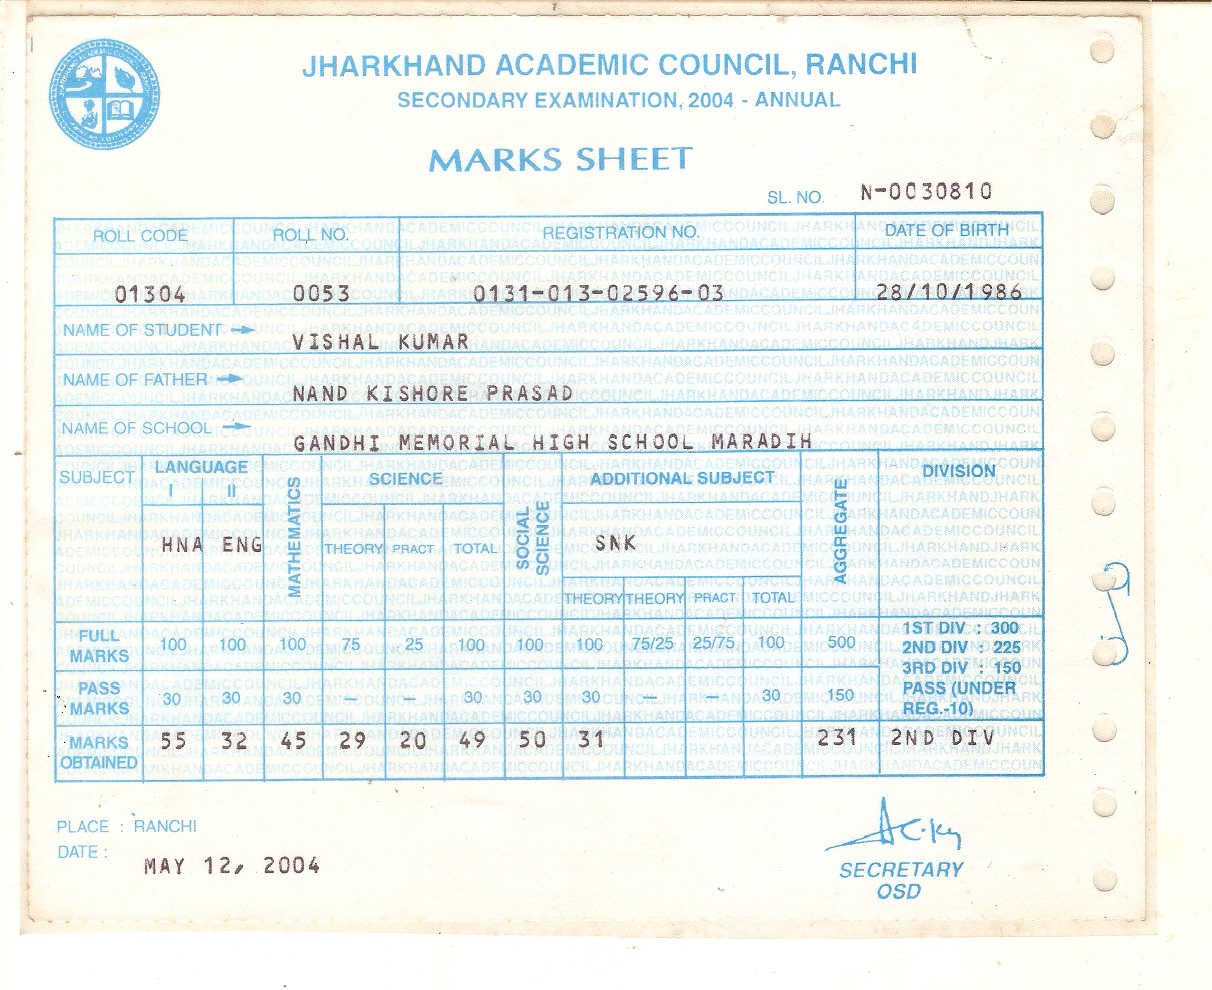 JHARKHAND ACADEMIC COUNCIL, RANCHI
SECONDARY EXAMINATION, 2004 - ANNUAL
MARKS SHEET
SL. NO. N-0030810
ROLL CODE ROLL NO. REGISTRATION NO. DATE OF BIRTH
01304 0053 0131-013-02596-03 28/10/1986
NAME OF STUDENT → VISHAL KUMAR
NAME OF FATHER → NAND KISHORE PRASAD
NAME OF SCHOOL → GANDHI MEMORIAL HIGH SCHOOL MARADIH
SUBJECT LANGUAGE MATHEMATICS SCIENCE SOCIAL SCIENCE ADDITIONAL SUBJECT AGGREGATE DIVISION
I II
HNA ENG THEORY PRACT TOTAL SNK
THEORY THEORY PRACT TOTAL
FULL MARKS 100 100 100 75 25 100 100 100 75/25 25/75 100 500
1ST DIV : 300
2ND DIV : 225
3RD DIV : 150
PASS MARKS 30 30 30 – – 30 30 30 – – 30 150
PASS (UNDER
REG.-10)
MARKS OBTAINED 55 32 45 29 20 49 50 31 231 2ND DIV
PLACE : RANCHI
DATE : MAY 12, 2004
SECRETARY
OSD